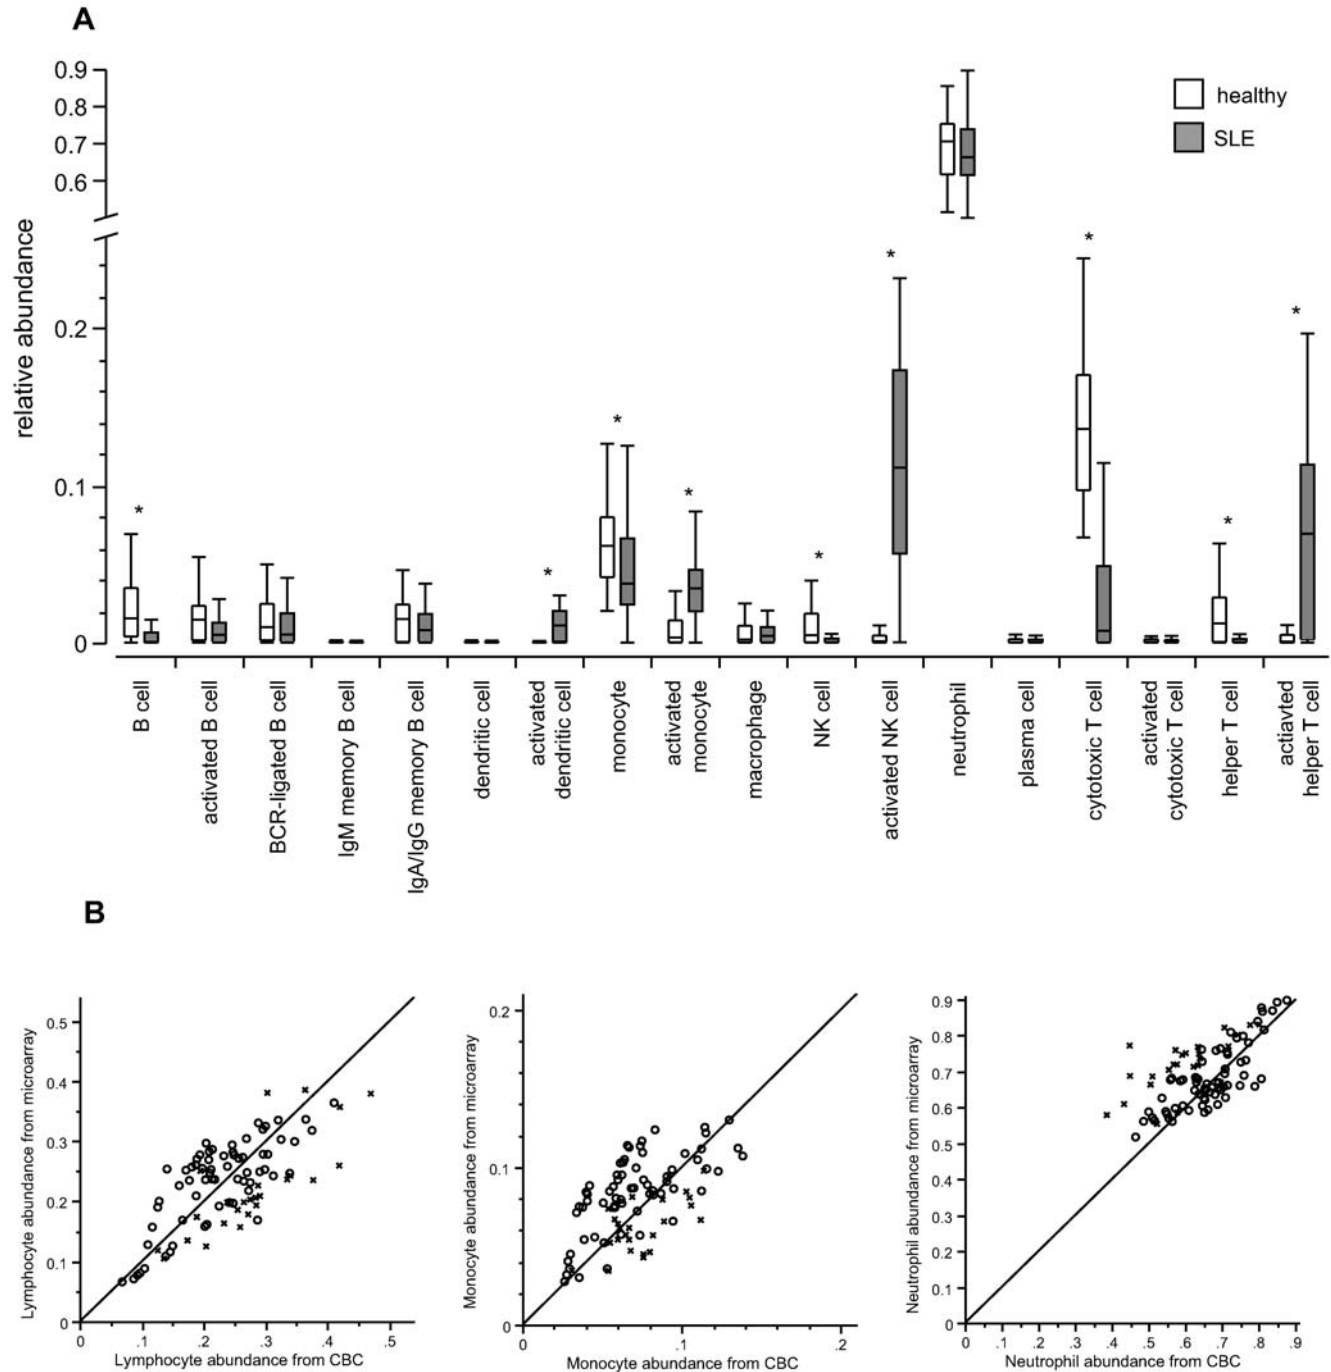 A
0.9
0.8
0.7
0.6
0.2
0.1
0
relative abundance
healthy
SLE
*
*
*
*
*
*
*
*
*
B cell
activated B cell
BCR-ligated B cell
IgM memory B cell
IgA/IgG memory B cell
dendritic cell
activated
dendritic cell
monocyte
activated
monocyte
macrophage
NK cell
activated NK cell
neutrophil
plasma cell
cytotoxic T cell
activated
cytotoxic T cell
helper T cell
actiavted
helper T cell
B
Lymphocyte abundance from microarray
0.5
0.4
0.3
0.2
0.1
0
0 .1 .2 .3 .4 .5
Lymphocyte abundance from CBC
Monocyte abundance from microarray
0.2
0.1
0
0 .1 .2
Monocyte abundance from CBC
Neutrophil abundance from microarray
0.9
0.8
0.7
0.6
0.5
0.4
0.3
0.2
0.1
0
0 .1 .2 .3 .4 .5 .6 .7 .8 .9
Neutrophil abundance from CBC